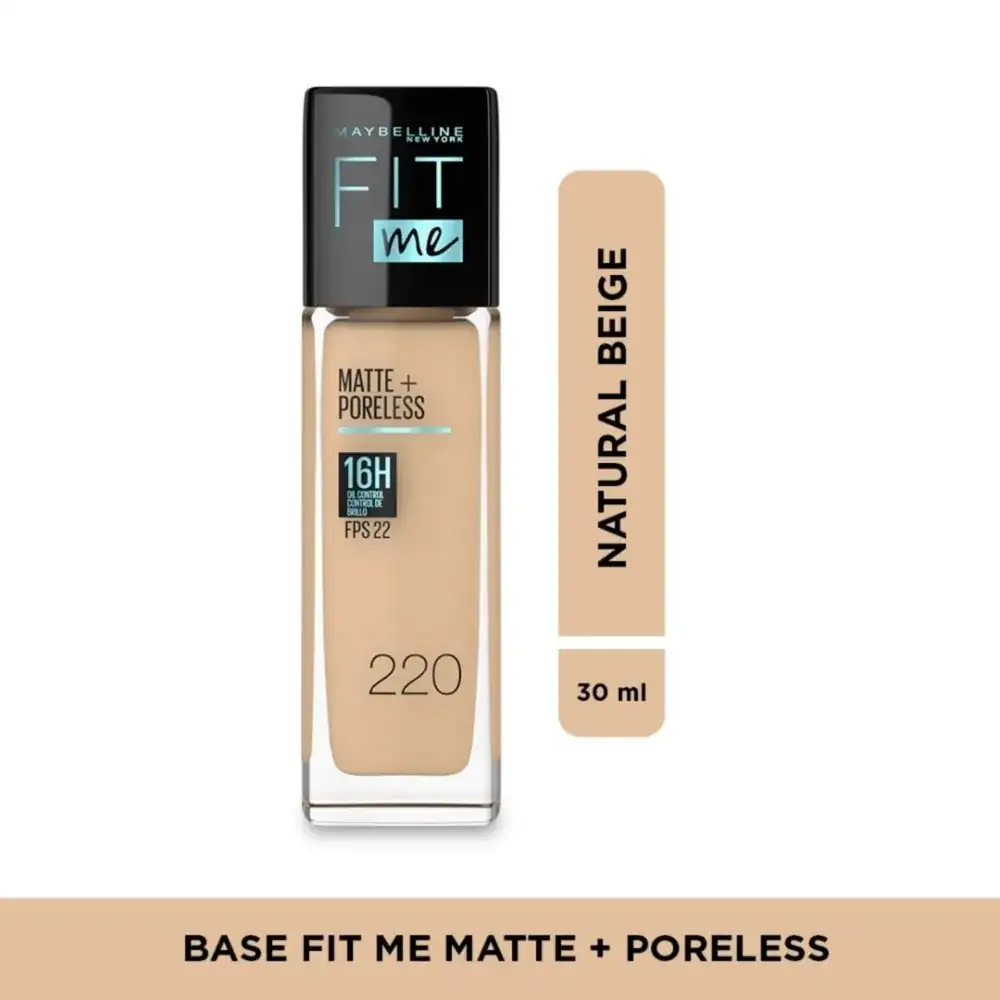 MAYBELLINE
NEW YORK
FIT
me
MATTE +
PORELESS
16H
OIL CONTROL
CONTROL DE
BRILLO
FPS 22
220
NATURAL BEIGE
30 ml
BASE FIT ME MATTE + PORELESS